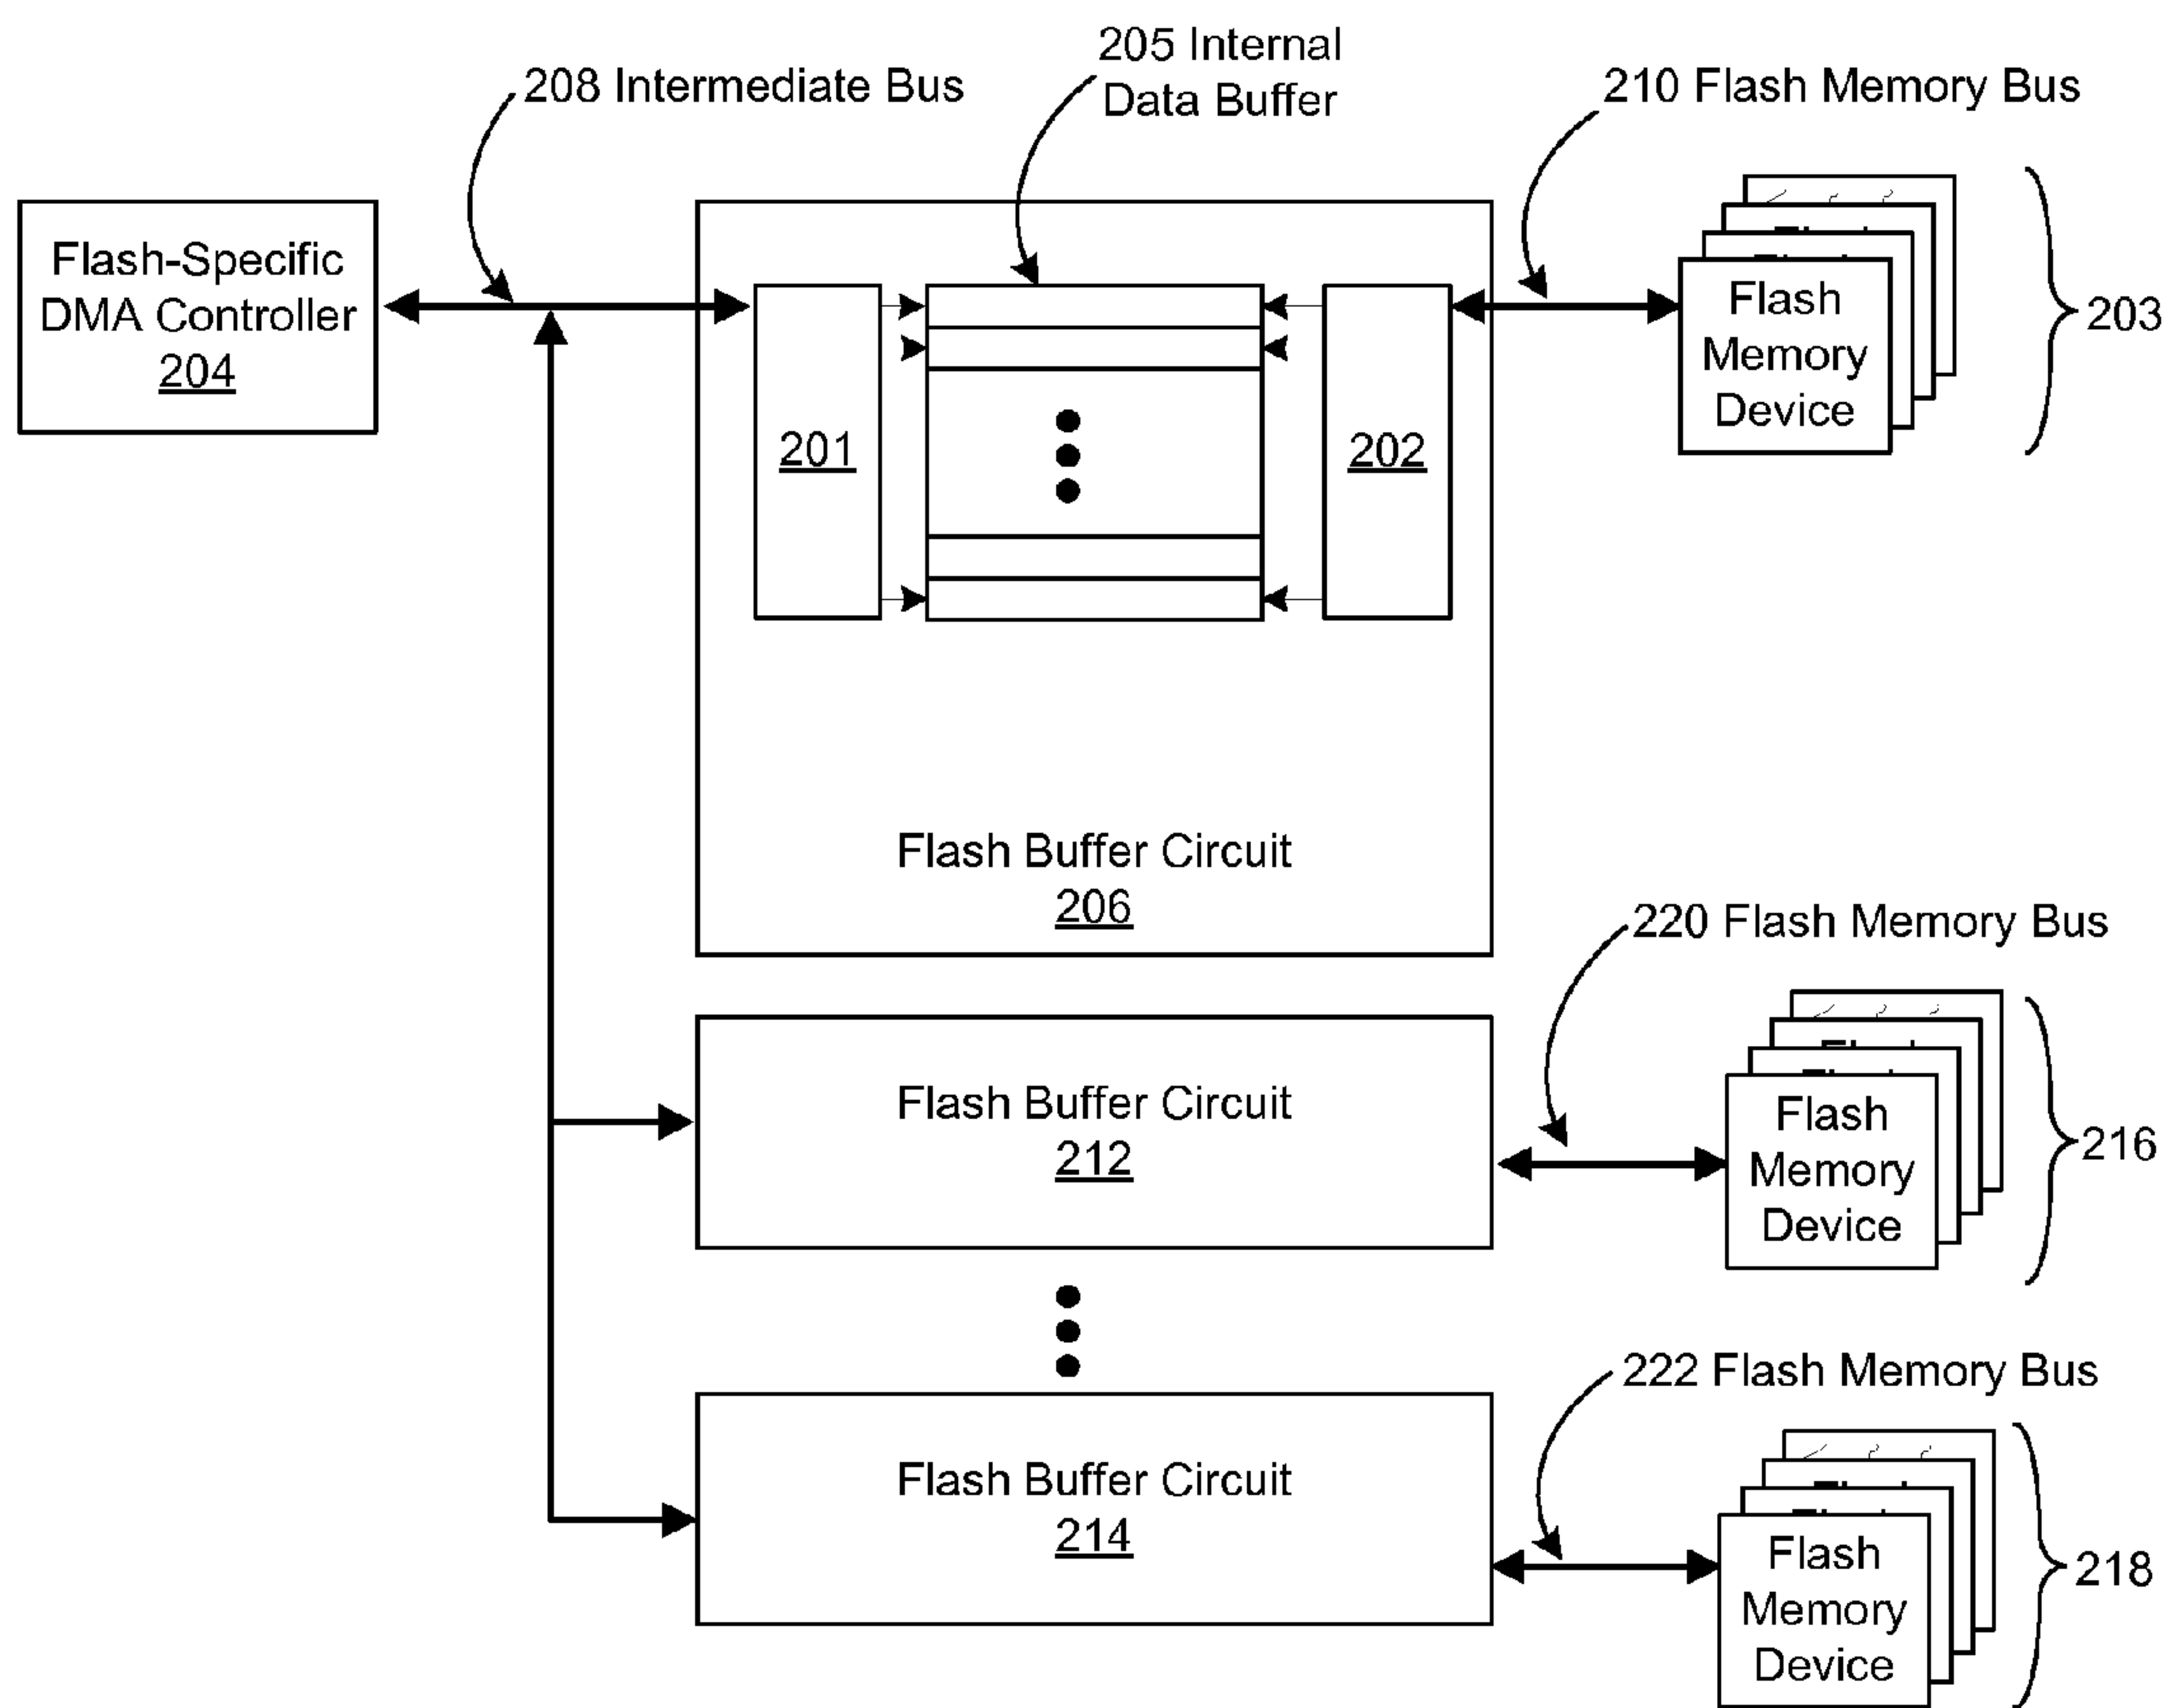 205 Internal
Data Buffer
208 Intermediate Bus
210 Flash Memory Bus
Flash-Specific
DMA Controller
204
201
202
Flash
Memory
Device
203
Flash Buffer Circuit
206
220 Flash Memory Bus
Flash Buffer Circuit
212
Flash
Memory
Device
216
222 Flash Memory Bus
Flash Buffer Circuit
214
Flash
Memory
Device
218